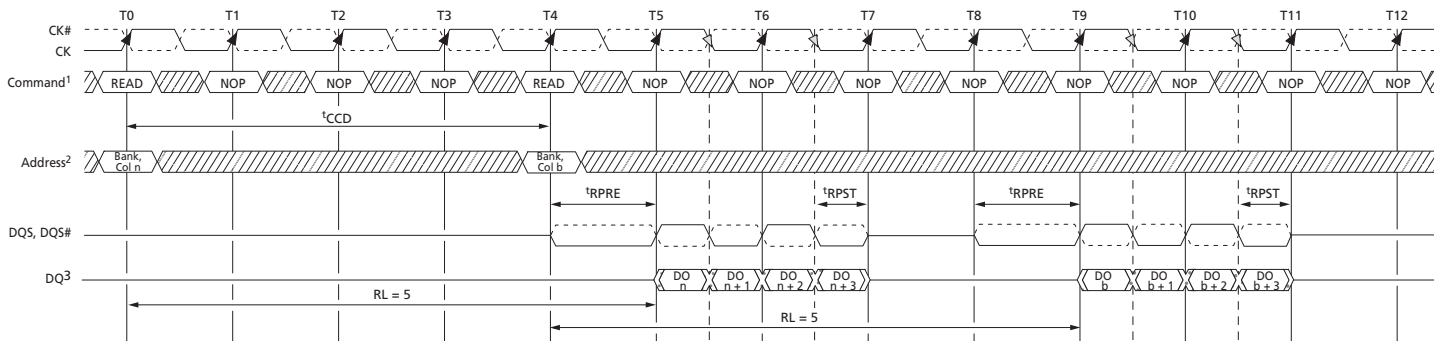 T0 T1 T2 T3 T4 T5 T6 T7 T8 T9 T10 T11 T12
CK#
CK
Command1 READ NOP NOP NOP READ NOP NOP NOP NOP NOP NOP NOP NOP
tCCD
Address2 Bank, Col n Bank, Col b
tRPRE tRPST tRPRE tRPST
DQS, DQS#
DQ3 DO n DO n + 1 DO n + 2 DO n + 3 DO b DO b + 1 DO b + 2 DO b + 3
RL = 5
RL = 5